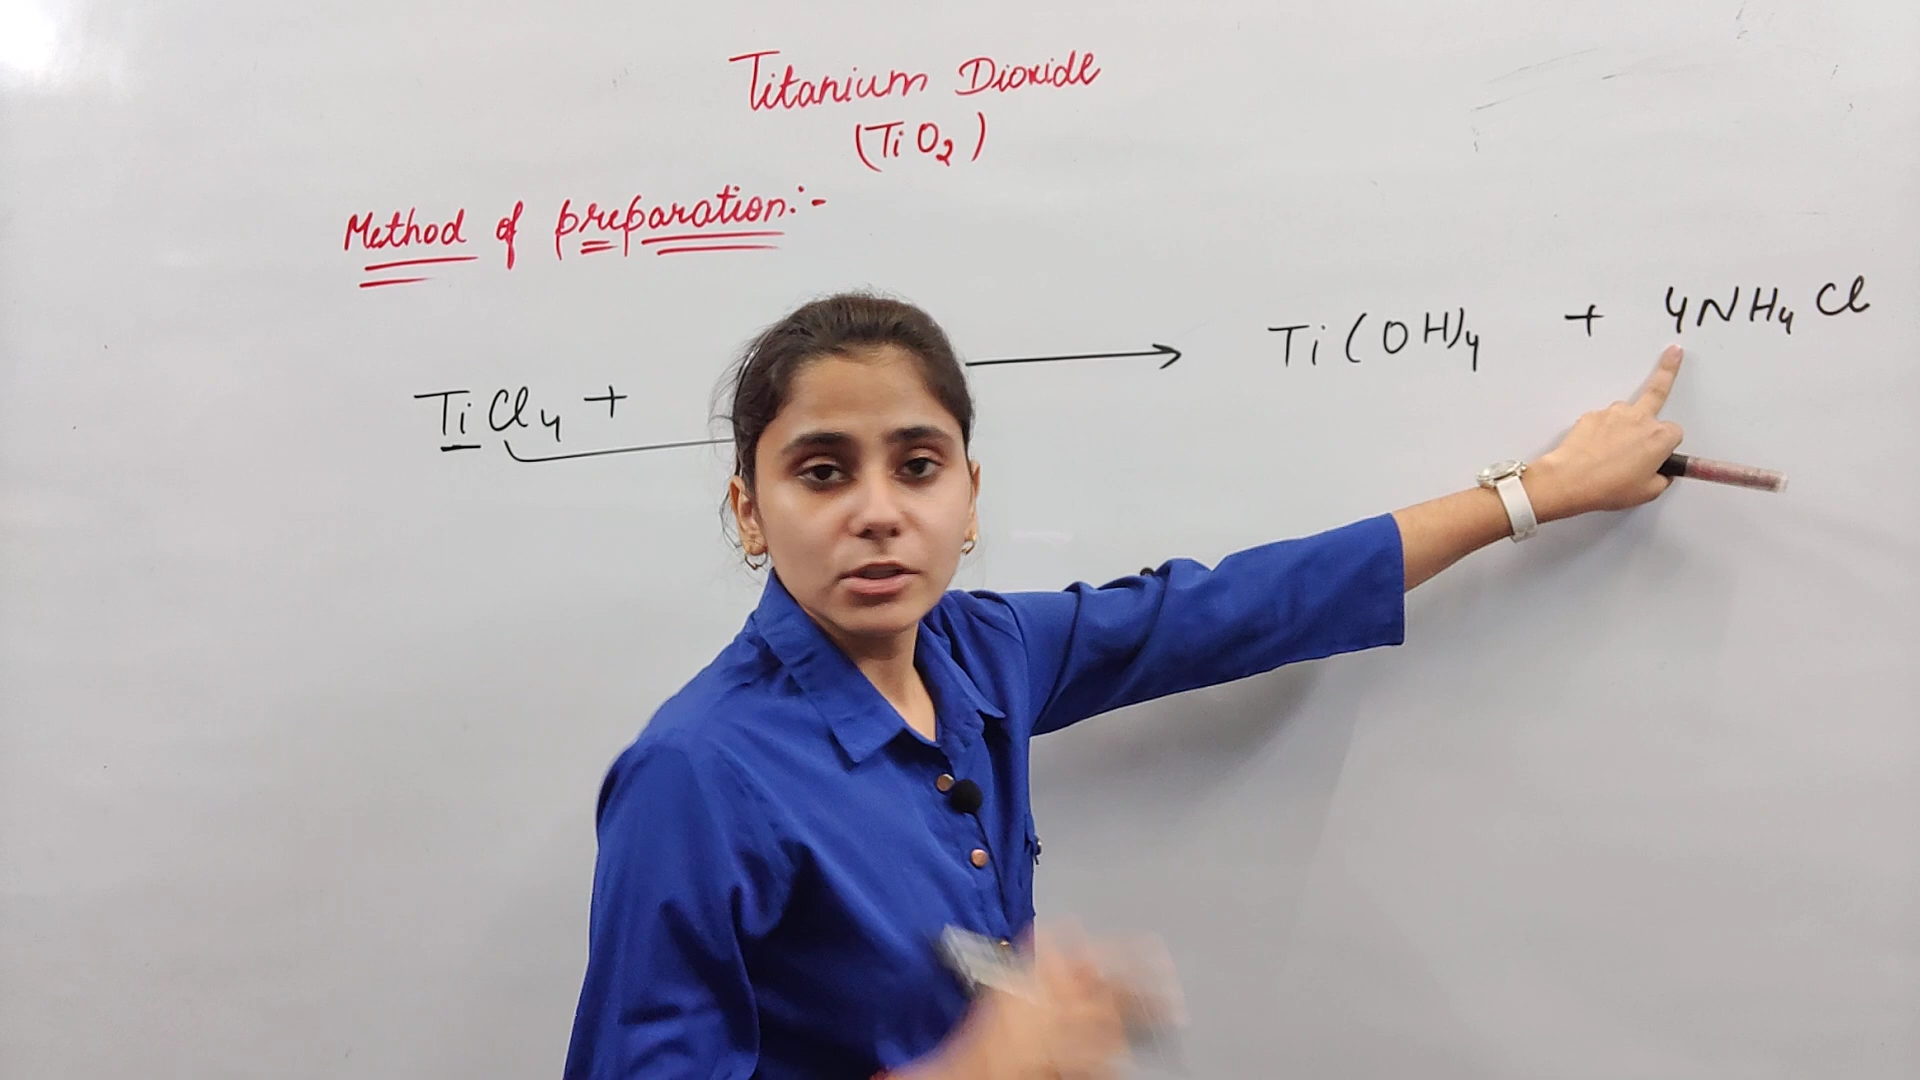 Titanium Dioxide
(TiO2)
Method of preparation:-
TiCl4 + → Ti(OH)4 + 4NH4Cl